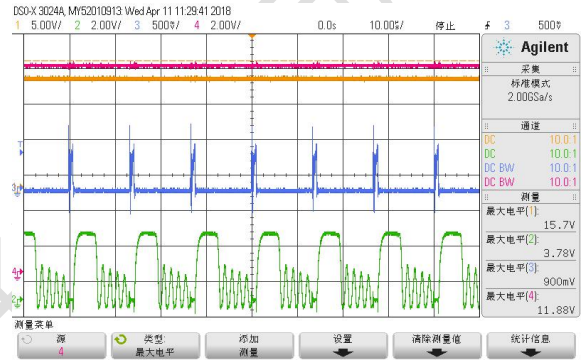 DSO-X 3024A, MY52010913: Wed Apr 11 11:29:41 2018
1 5.00V/ 2 2.00V/ 3 500▽/ 4 2.00V/ 0.0s 10.00▽/ 停止 3 500▽
Agilent
采集
标准模式
2.00GSa/s
通道
DC 10.0:1
DC 10.0:1
DC BW 10.0:1
DC BW 10.0:1
测量
最大电平(1):
15.7V
最大电平(2):
3.78V
最大电平(3):
900mV
最大电平(4):
11.88V
T
3
4
2
测量菜单
源
4
类型:
最大电平
添加
测量
设置
清除测量值
统计信息